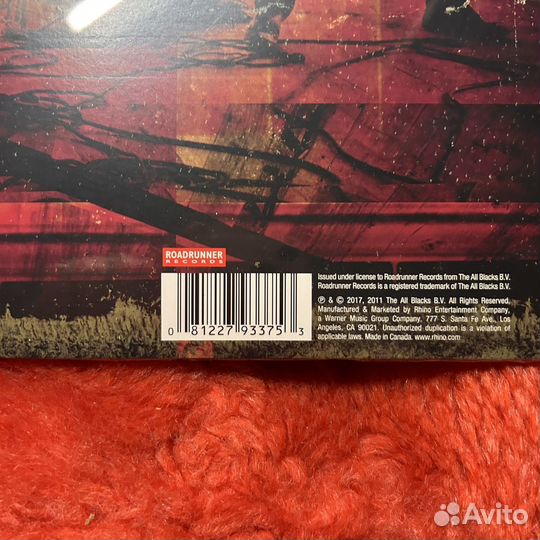 ROADRUNNER
RECORDS
Issued under license to Roadrunner Records from The All Blacks B.V.
Roadrunner Records is a registered trademark of The All Blacks B.V.
℗ & © 2017, 2011 The All Blacks B.V. All Rights Reserved.
Manufactured & Marketed by Rhino Entertainment Company,
a Warner Music Group Company, 777 S. Santa Fe Ave., Los
Angeles, CA 90021. Unauthorized duplication is a violation of
applicable laws. Made in Canada. www.rhino.com
0 81227 93375 3
Avito